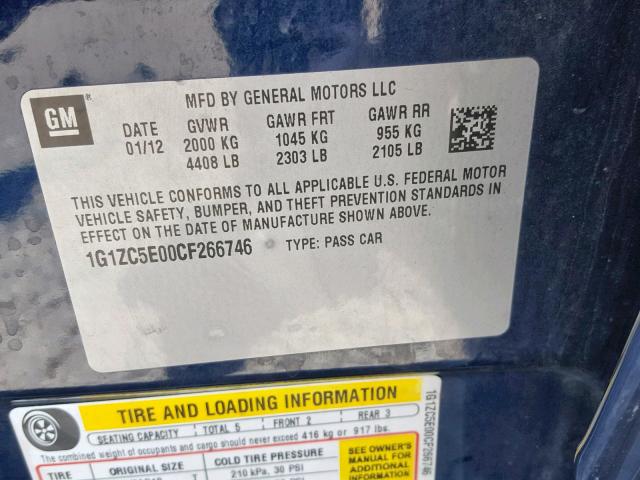 MFD BY GENERAL MOTORS LLC
GM ®
DATE GVWR GAWR FRT GAWR RR
01/12 2000 KG 1045 KG 955 KG
4408 LB 2303 LB 2105 LB
THIS VEHICLE CONFORMS TO ALL APPLICABLE U.S. FEDERAL MOTOR
VEHICLE SAFETY, BUMPER, AND THEFT PREVENTION STANDARDS IN
EFFECT ON THE DATE OF MANUFACTURE SHOWN ABOVE.
1G1ZC5E00CF266746 TYPE: PASS CAR
TIRE AND LOADING INFORMATION
SEATING CAPACITY TOTAL 5 FRONT 2 REAR 3
The combined weight of occupants and cargo should never exceed 416 kg or 917 lbs.
TIRE ORIGINAL SIZE COLD TIRE PRESSURE
210 kPa, 30 PSI
SEE OWNER'S
MANUAL FOR
ADDITIONAL
INFORMATION
1G1ZC5E00CF266746